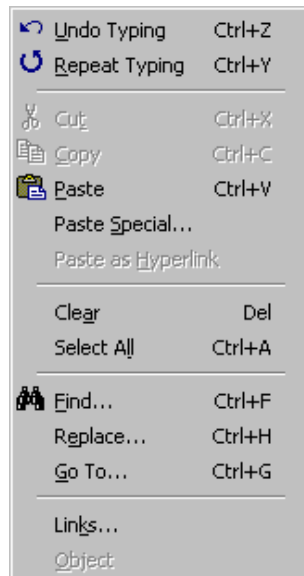 Undo Typing Ctrl+Z
Repeat Typing Ctrl+Y
Cut Ctrl+X
Copy Ctrl+C
Paste Ctrl+V
Paste Special...
Paste as Hyperlink
Clear Del
Select All Ctrl+A
Find... Ctrl+F
Replace... Ctrl+H
Go To... Ctrl+G
Links...
Object